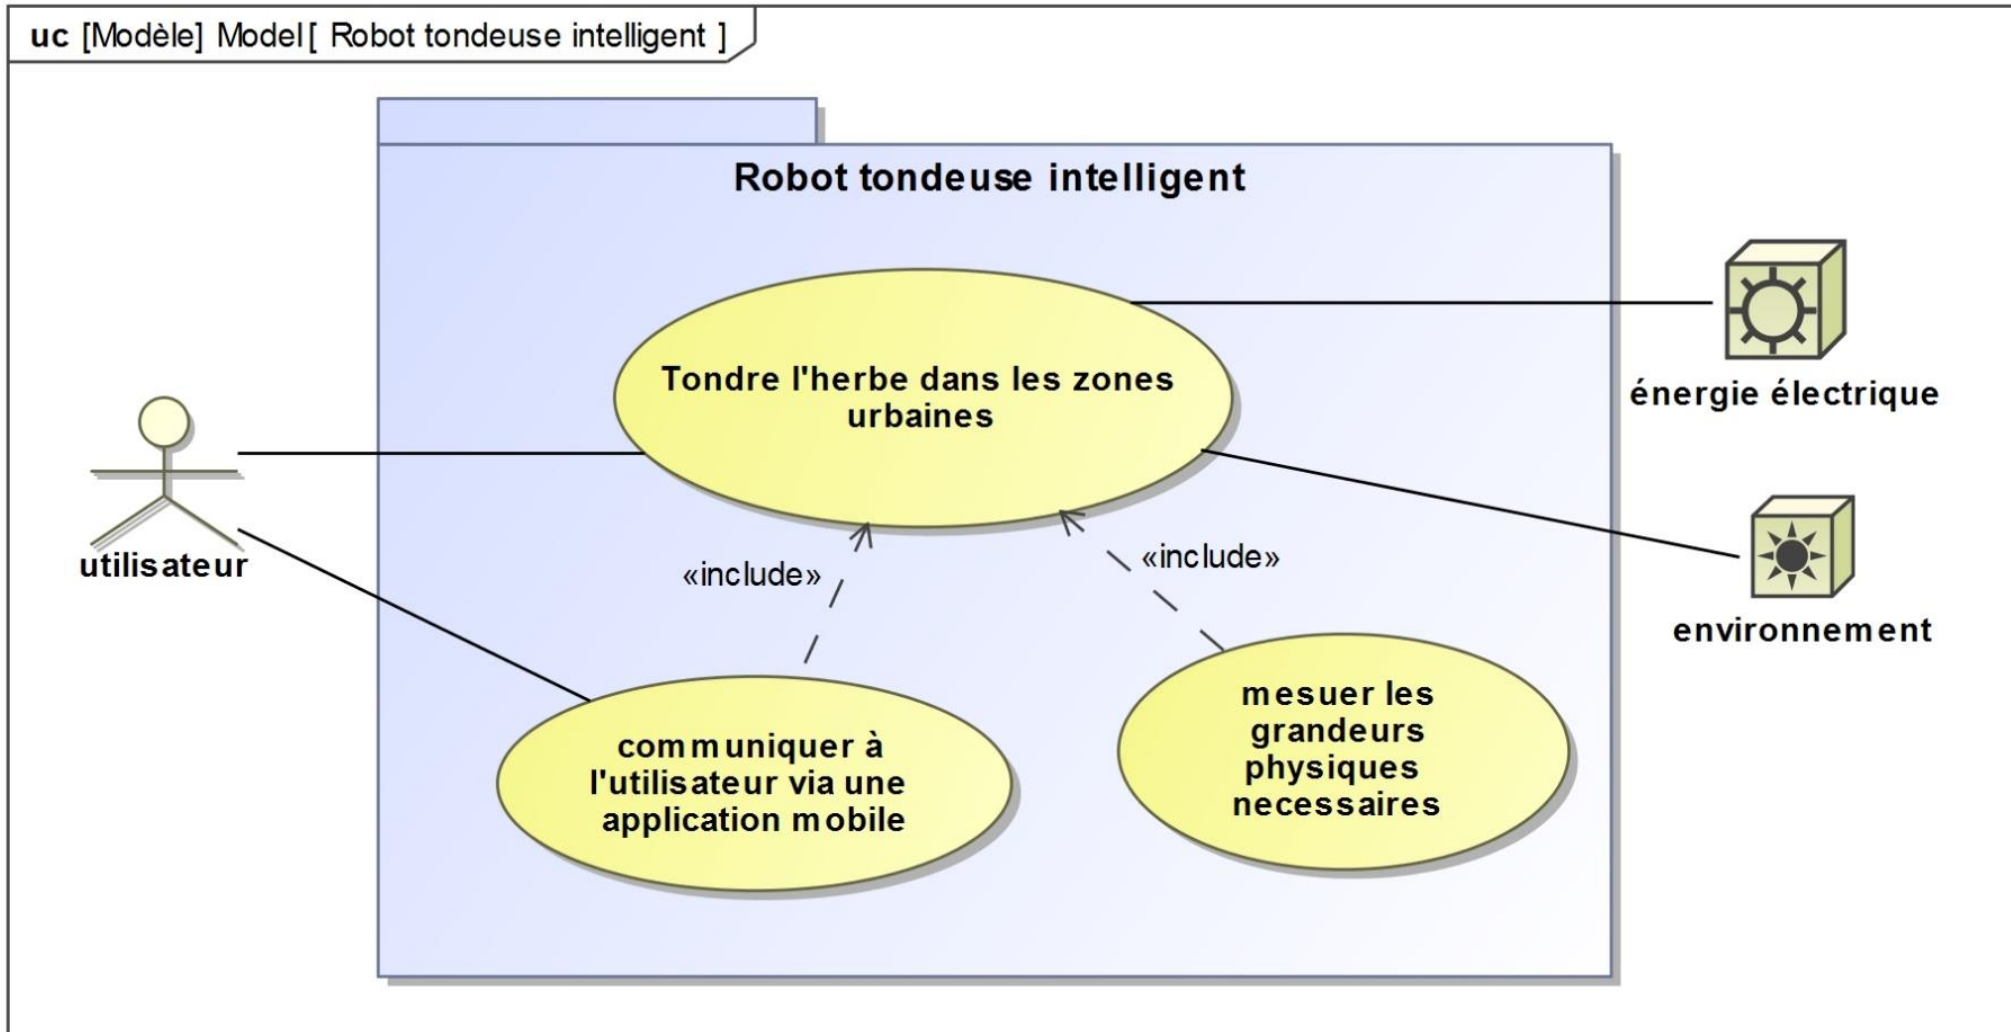 uc [Modèle] Model[ Robot tondeuse intelligent ]
Robot tondeuse intelligent
Tondre l'herbe dans les zones
urbaines
énergie électrique
utilisateur
«include»
«include»
environnement
communiquer à
l'utilisateur via une
application mobile
mesuer les
grandeurs
physiques
necessaires